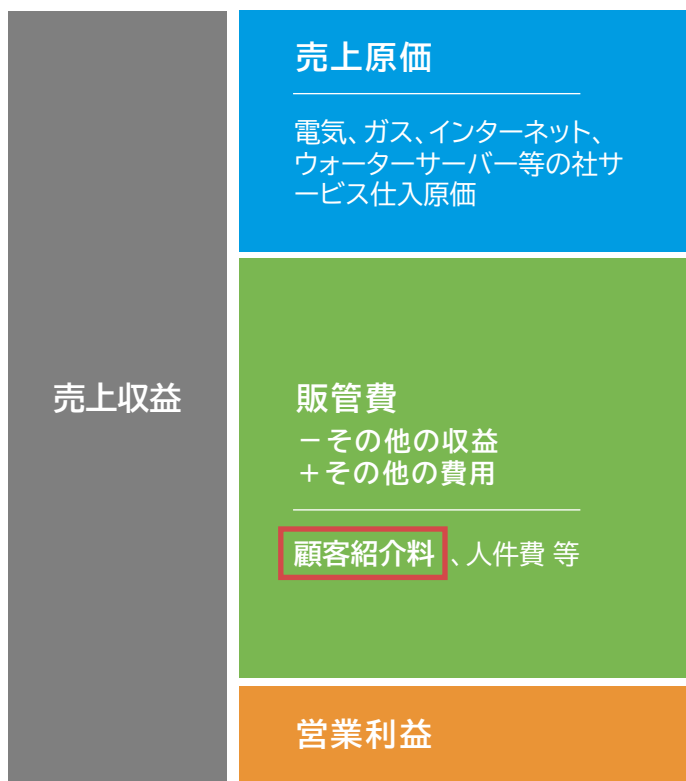 売上原価
電気、ガス、インターネット、
ウォーターサーバー等の社サ
ービス仕入原価
売上収益
販管費
－その他の収益
＋その他の費用
顧客紹介料、人件費 等
営業利益